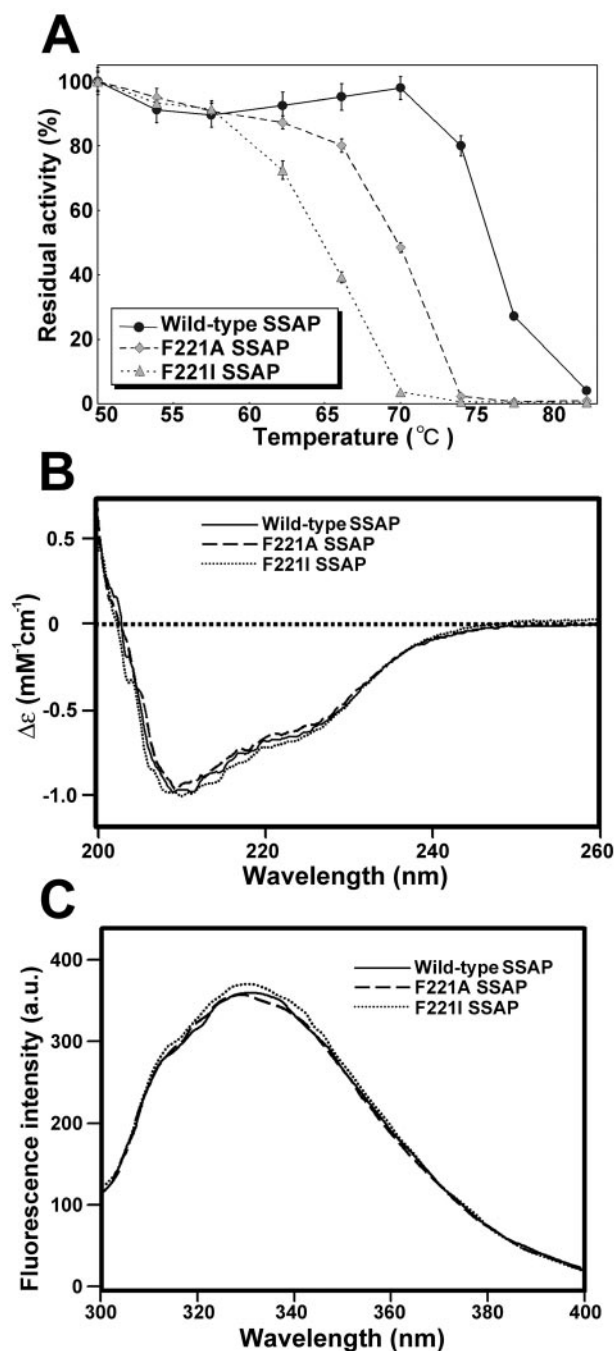 A
Residual activity (%)
100
80
60
40
20
0
Wild-type SSAP
F221A SSAP
F221I SSAP
50 55 60 65 70 75 80
Temperature (℃)
B
Δε (mM⁻¹cm⁻¹)
0.5
0
-0.5
-1.0
Wild-type SSAP
F221A SSAP
F221I SSAP
200 220 240 260
Wavelength (nm)
C
Fluorescence intensity (a.u.)
400
300
200
100
0
Wild-type SSAP
F221A SSAP
F221I SSAP
300 320 340 360 380 400
Wavelength (nm)